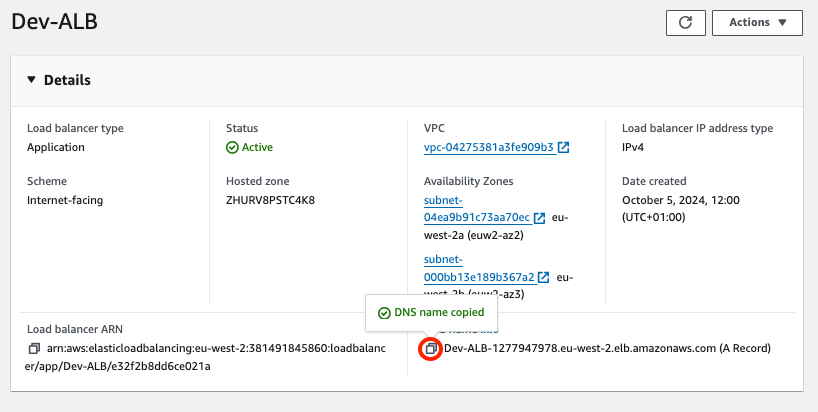 Dev-ALB
Actions
Details
Load balancer type
Application
Status
Active
VPC
vpc-04275381a3fe909b3
Load balancer IP address type
IPv4
Scheme
Internet-facing
Hosted zone
ZHURV8PSTC4K8
Availability Zones
subnet-
04ea9b91c73aa70ec eu-
west-2a (euw2-az2)
subnet-
000bb13e189b367a2 eu-
west-2b (euw2-az3)
Date created
October 5, 2024, 12:00
(UTC+01:00)
DNS name copied
Load balancer ARN
arn:aws:elasticloadbalancing:eu-west-2:381491845860:loadbalanc
er/app/Dev-ALB/e32f2b8dd6ce021a
Dev-ALB-1277947978.eu-west-2.elb.amazonaws.com (A Record)